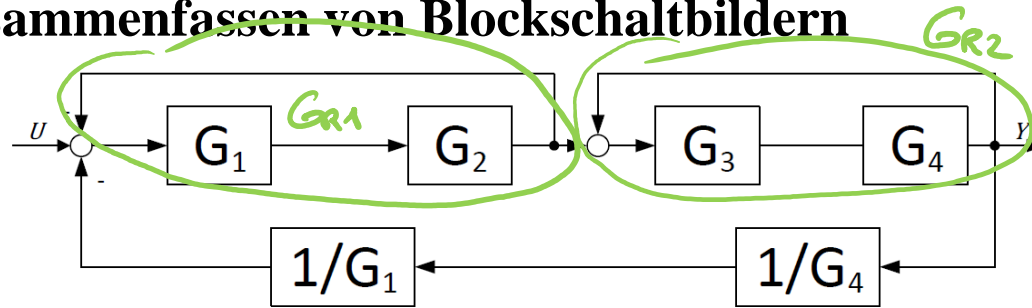 ammenfassen von Blockschaltbildern
GR2
GR1
U
Y
G₁
G₂
G₃
G₄
-
1/G₁
1/G₄